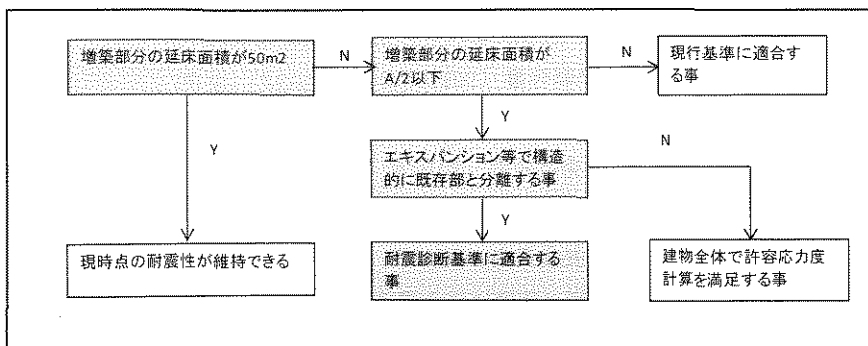 増築部分の延床面積が50m2
N
増築部分の延床面積が
A/2以下
N
現行基準に適合す
る事
Y
Y
エキスパンション等で構造
的に既存部と分離する事
N
Y
現時点の耐震性が維持できる
耐震診断基準に適合する
事
建物全体で許容応力度
計算を満足する事